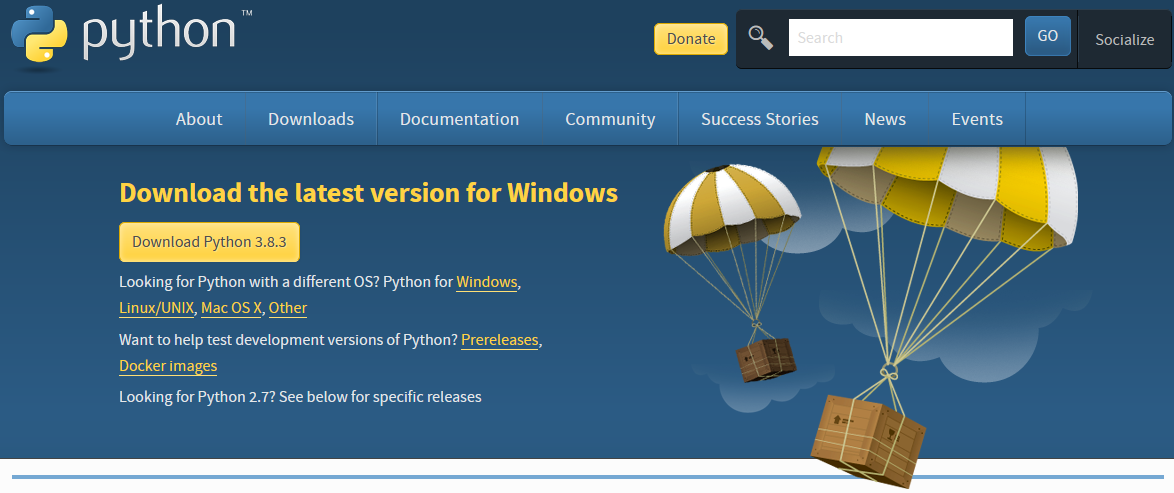 python™
Donate
Search
GO
Socialize
About
Downloads
Documentation
Community
Success Stories
News
Events
Download the latest version for Windows
Download Python 3.8.3
Looking for Python with a different OS? Python for Windows,
Linux/UNIX, Mac OS X, Other
Want to help test development versions of Python? Prereleases,
Docker images
Looking for Python 2.7? See below for specific releases